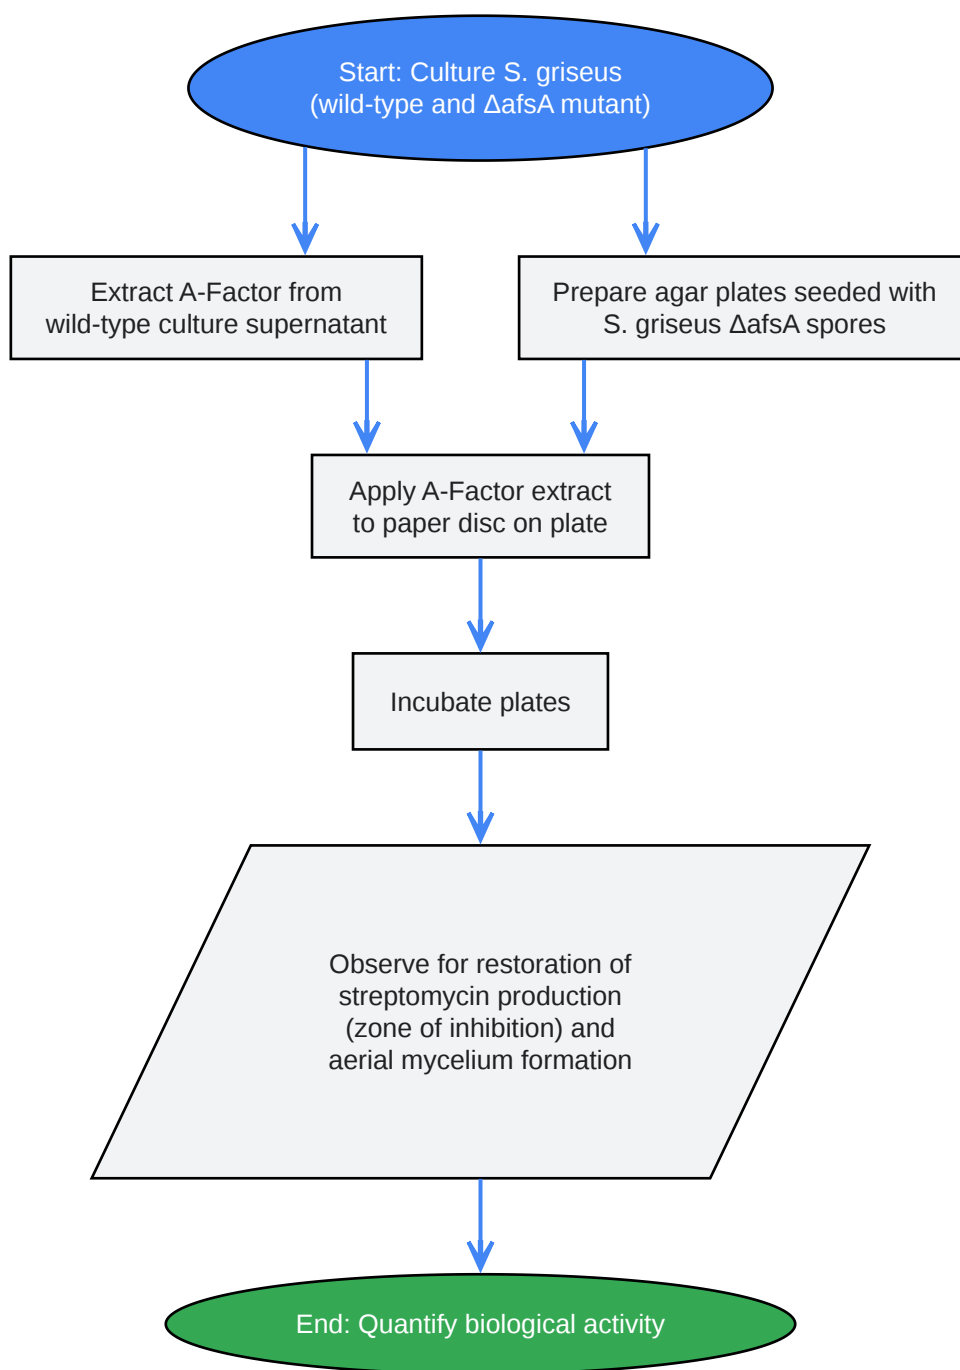 Start: Culture S. griseus
(wild-type and ΔafsA mutant)
Extract A-Factor from
wild-type culture supernatant
Prepare agar plates seeded with
S. griseus ΔafsA spores
Apply A-Factor extract
to paper disc on plate
Incubate plates
Observe for restoration of
streptomycin production
(zone of inhibition) and
aerial mycelium formation
End: Quantify biological activity